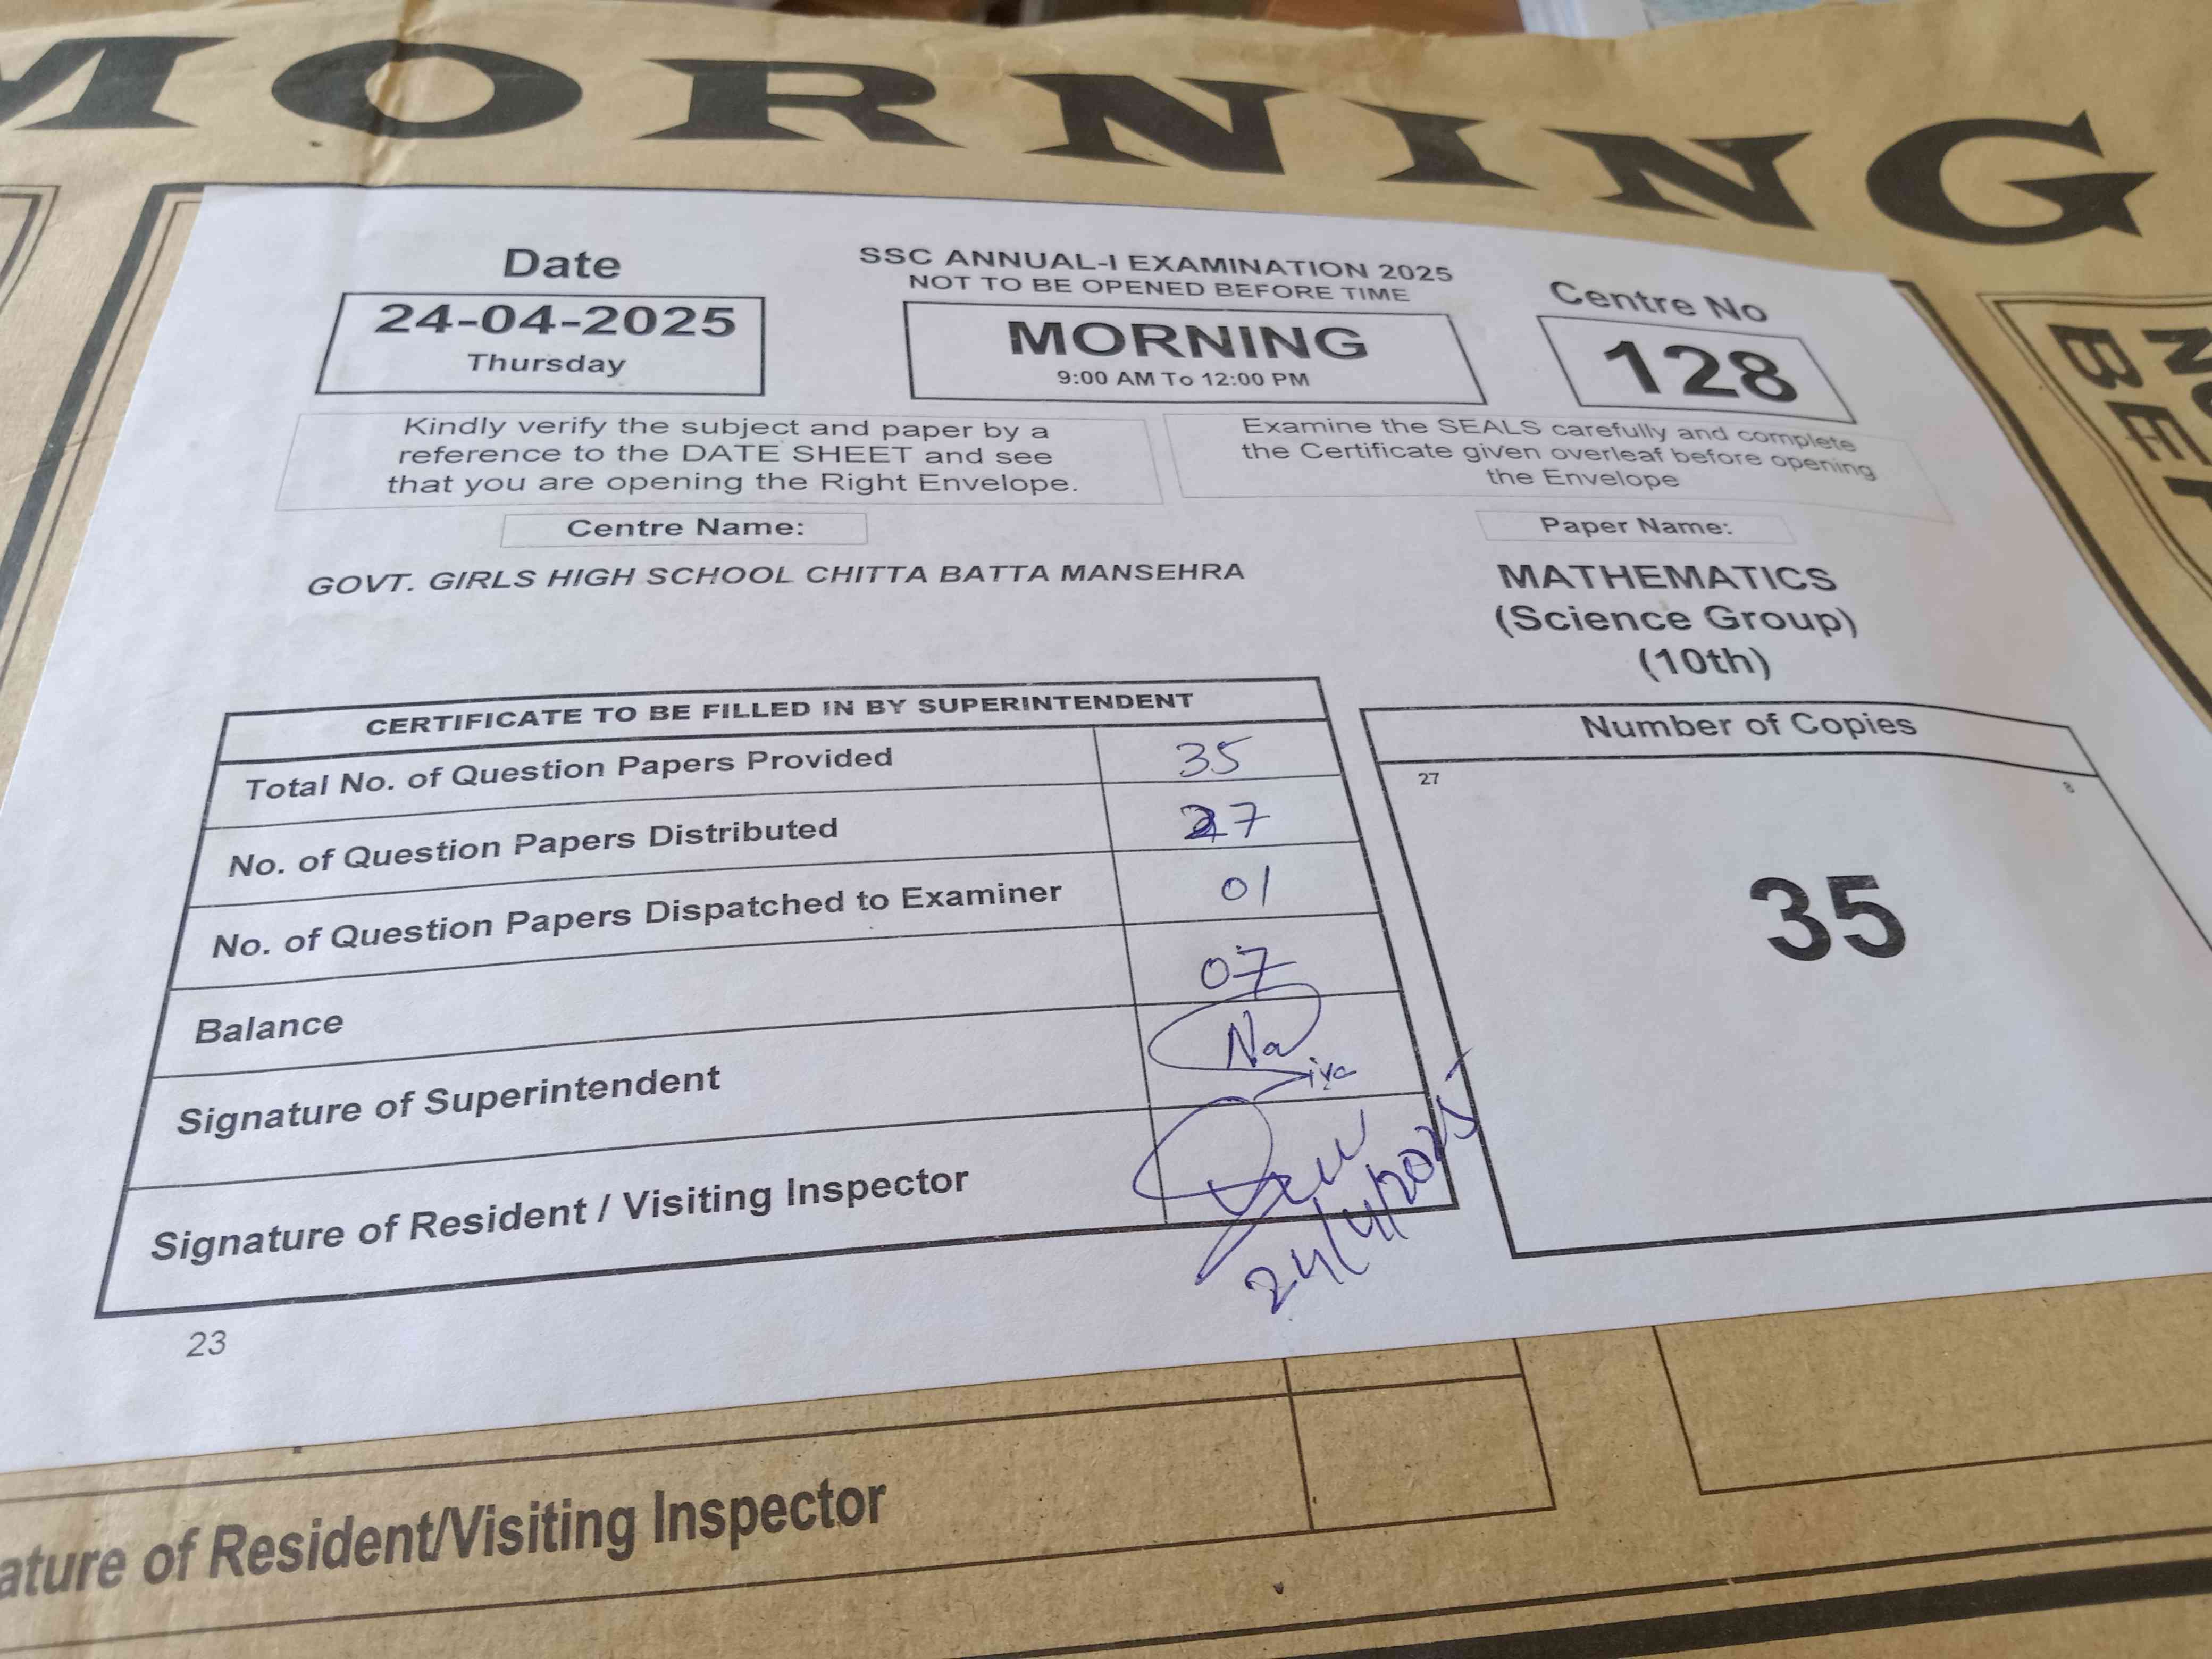 MORNING
Date
24-04-2025
Thursday
SSC ANNUAL-I EXAMINATION 2025
NOT TO BE OPENED BEFORE TIME
MORNING
9:00 AM To 12:00 PM
Centre No
128
Kindly verify the subject and paper by a
reference to the DATE SHEET and see
that you are opening the Right Envelope.
Examine the SEALS carefully and complete
the Certificate given overleaf before opening
the Envelope
Centre Name:
GOVT. GIRLS HIGH SCHOOL CHITTA BATTA MANSEHRA
Paper Name:
MATHEMATICS
(Science Group)
(10th)
CERTIFICATE TO BE FILLED IN BY SUPERINTENDENT
Total No. of Question Papers Provided 35
No. of Question Papers Distributed 27
No. of Question Papers Dispatched to Examiner 01
Balance 07
Signature of Superintendent
Signature of Resident / Visiting Inspector
24/4/2025
Number of Copies
27 8
35
23
ature of Resident/Visiting Inspector